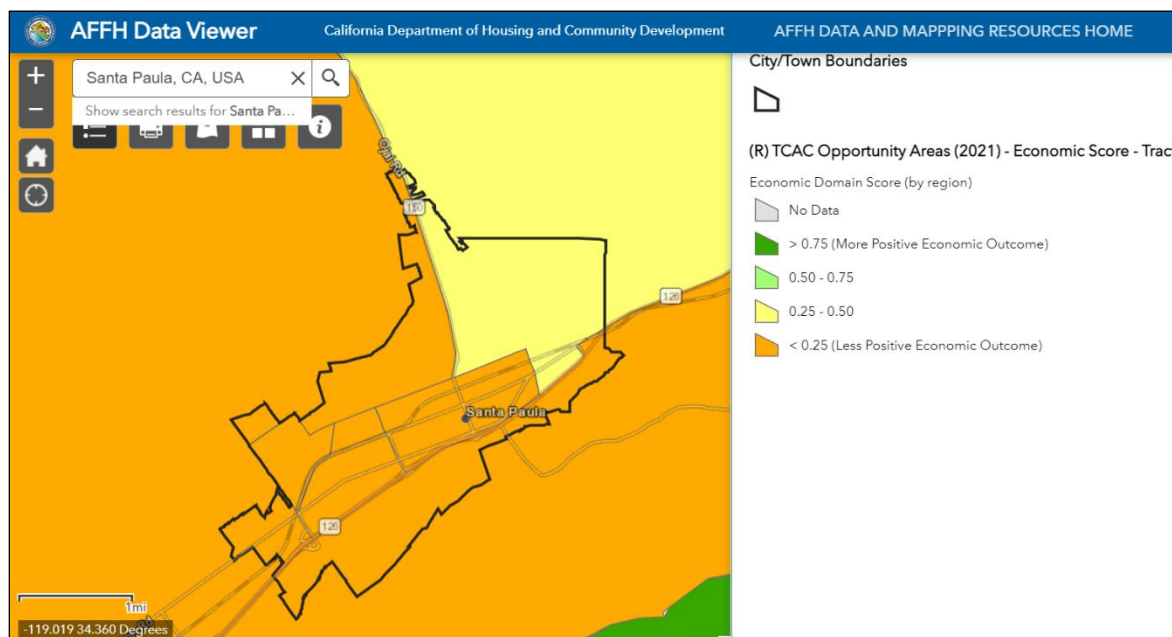 AFFH Data Viewer
California Department of Housing and Community Development
AFFH DATA AND MAPPPING RESOURCES HOME
+
Santa Paula, CA, USA
Show search results for Santa Pa...
−
City/Town Boundaries
(R) TCAC Opportunity Areas (2021) - Economic Score - Tract
Economic Domain Score (by region)
No Data
> 0.75 (More Positive Economic Outcome)
0.50 - 0.75
0.25 - 0.50
< 0.25 (Less Positive Economic Outcome)
Ojai Rd
150
126
Santa Paula
126
1mi
-119.019 34.360 Degrees